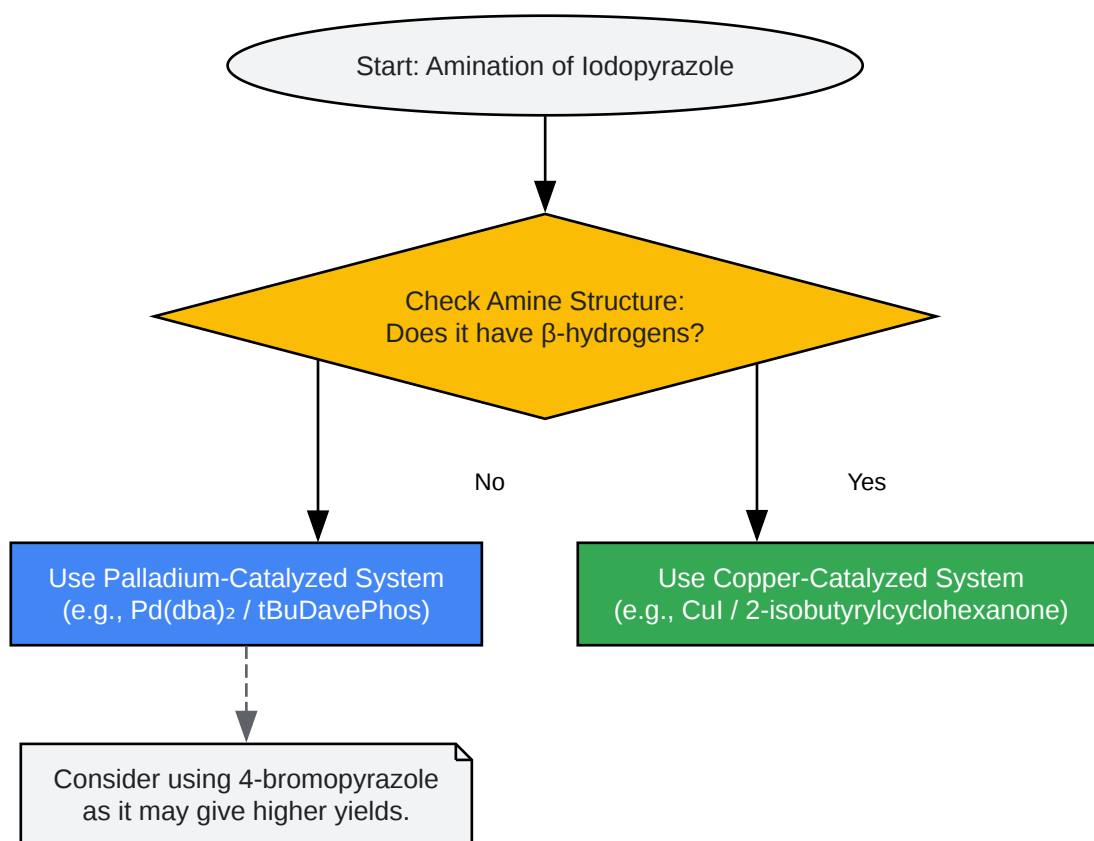 Start: Amination of Iodopyrazole
Check Amine Structure:
Does it have β-hydrogens?
No
Yes
Use Palladium-Catalyzed System
(e.g., Pd(dba)₂ / tBuDavePhos)
Use Copper-Catalyzed System
(e.g., CuI / 2-isobutyrylcyclohexanone)
Consider using 4-bromopyrazole
as it may give higher yields.